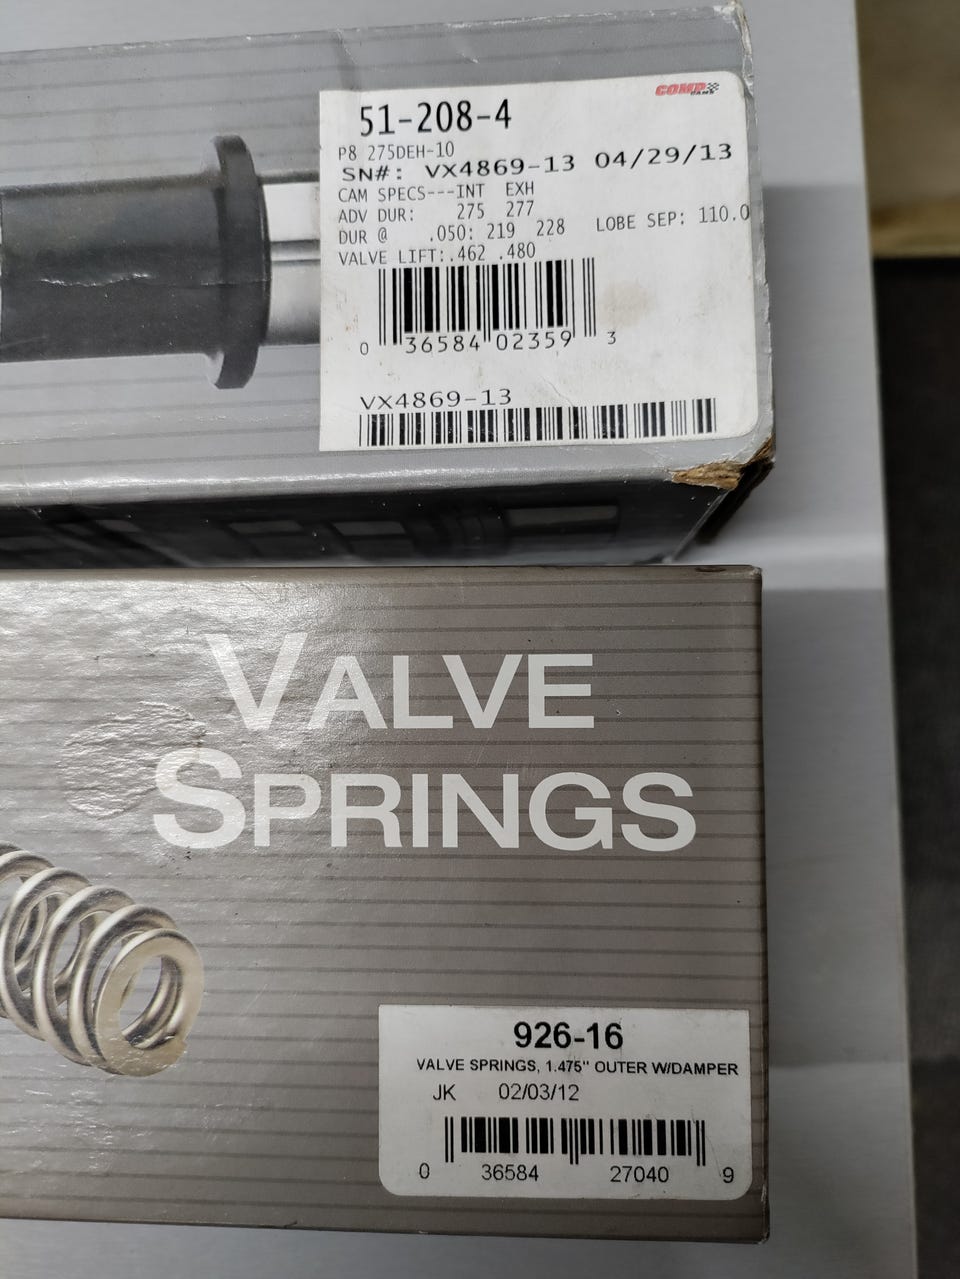 COMP
CAMS
51-208-4
P8 275DEH-10
SN#: VX4869-13 04/29/13
CAM SPECS---INT EXH
ADV DUR: 275 277
DUR @ .050: 219 228 LOBE SEP: 110.0
VALVE LIFT:.462 .480
0 36584 02359 3
VX4869-13
VALVE
SPRINGS
926-16
VALVE SPRINGS, 1.475" OUTER W/DAMPER
JK 02/03/12
0 36584 27040 9